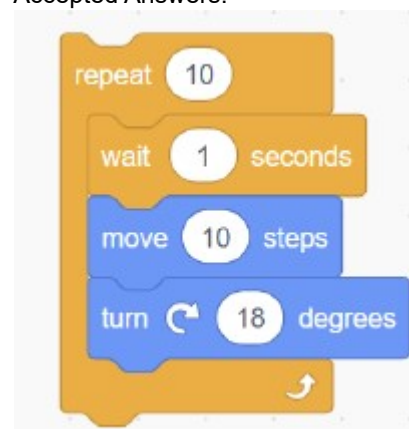 Accepted Answers:
repeat 10
wait 1 seconds
move 10 steps
turn 18 degrees